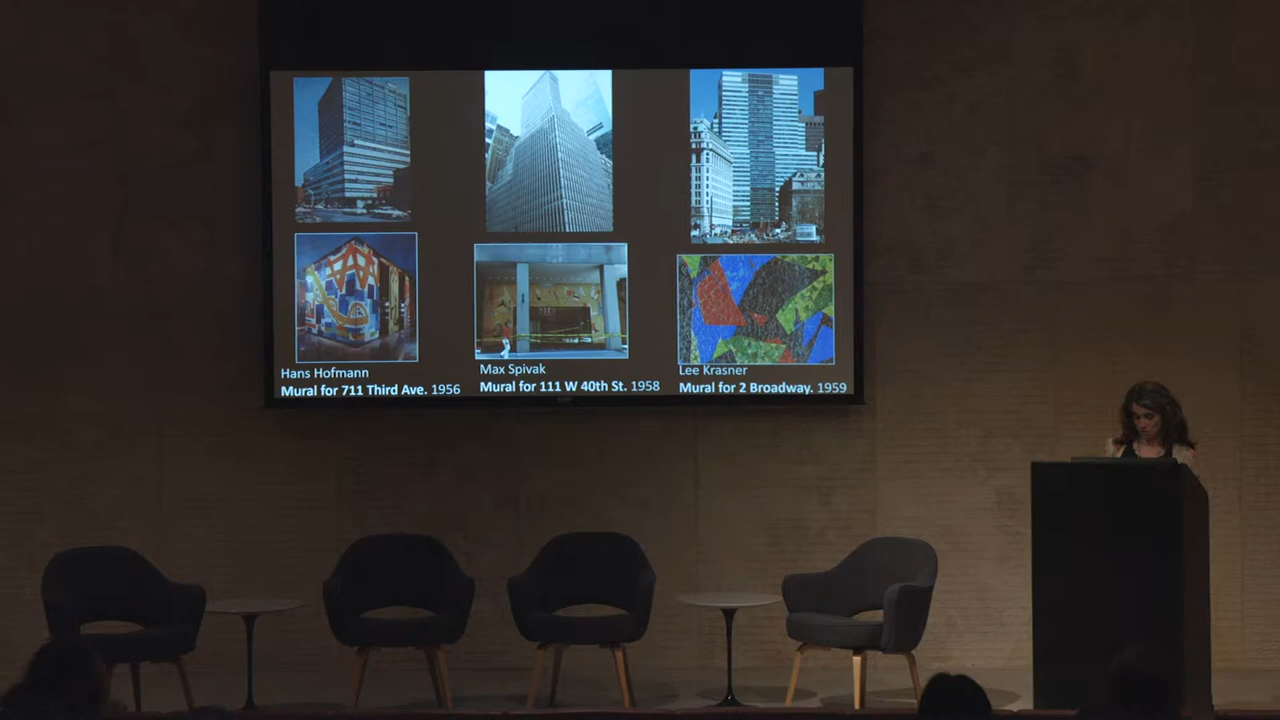 Hans Hofmann
Mural for 711 Third Ave. 1956
Max Spivak
Mural for 111 W 40th St. 1958
Lee Krasner
Mural for 2 Broadway. 1959